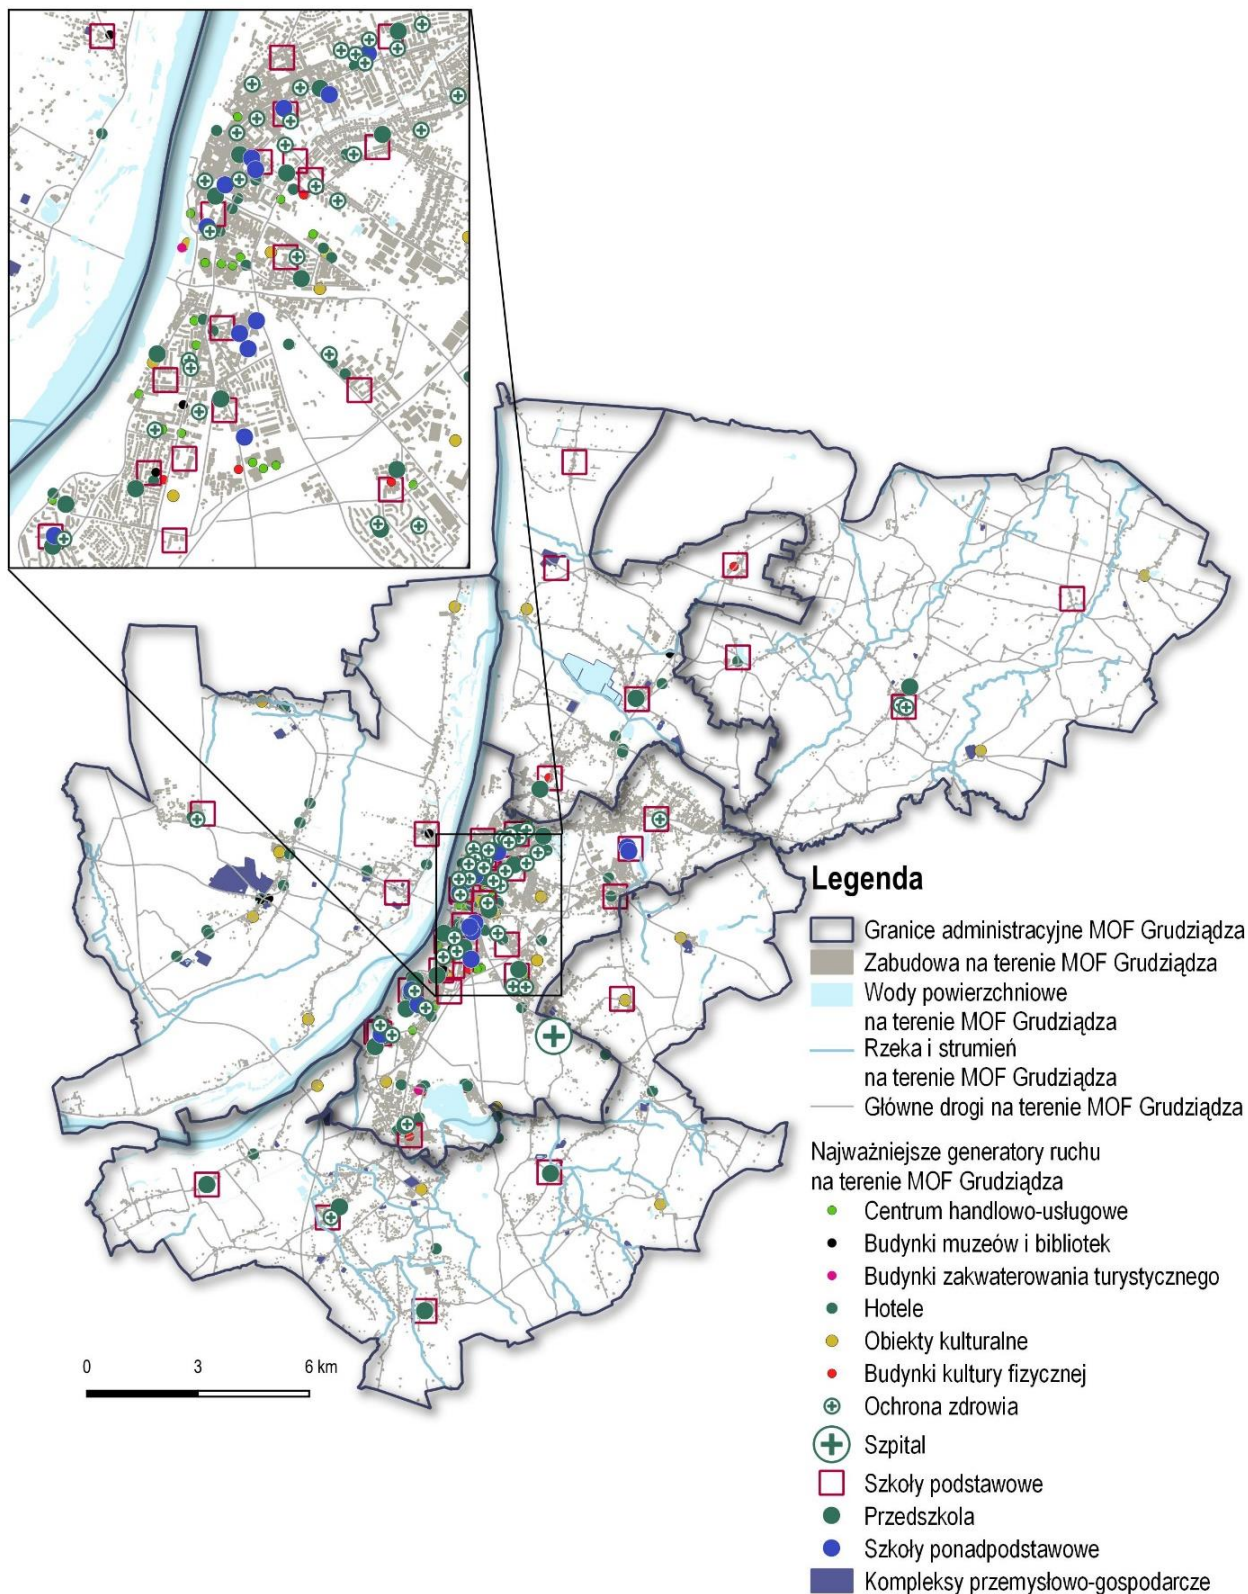 Legenda
Granice administracyjne MOF Grudziądza
Zabudowa na terenie MOF Grudziądza
Wody powierzchniowe
na terenie MOF Grudziądza
Rzeka i strumień
na terenie MOF Grudziądza
Główne drogi na terenie MOF Grudziądza
Najważniejsze generatory ruchu
na terenie MOF Grudziądza
Centrum handlowo-usługowe
Budynki muzeów i bibliotek
Budynki zakwaterowania turystycznego
Hotele
Obiekty kulturalne
Budynki kultury fizycznej
Ochrona zdrowia
Szpital
Szkoły podstawowe
Przedszkola
Szkoły ponadpodstawowe
Kompleksy przemysłowo-gospodarcze
0 3 6 km